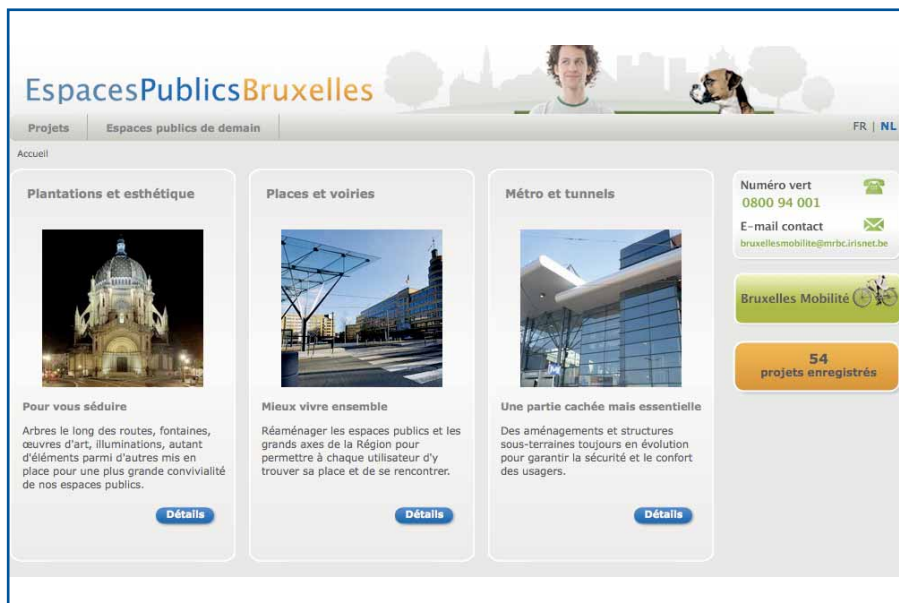 EspacesPublicsBruxelles
Projets
Espaces publics de demain
FR | NL
Accueil
Plantations et esthétique
Pour vous séduire
Arbres le long des routes, fontaines,
œuvres d'art, illuminations, autant
d'éléments parmi d'autres mis en
place pour une plus grande convivialité
de nos espaces publics.
Détails
Places et voiries
Mieux vivre ensemble
Réaménager les espaces publics et les
grands axes de la Région pour
permettre à chaque utilisateur d'y
trouver sa place et de se rencontrer.
Détails
Métro et tunnels
Une partie cachée mais essentielle
Des aménagements et structures
sous-terraines toujours en évolution
pour garantir la sécurité et le confort
des usagers.
Détails
Numéro vert
0800 94 001
E-mail contact
bruxellesmobilite@mrbc.irisnet.be
Bruxelles Mobilité
54
projets enregistrés